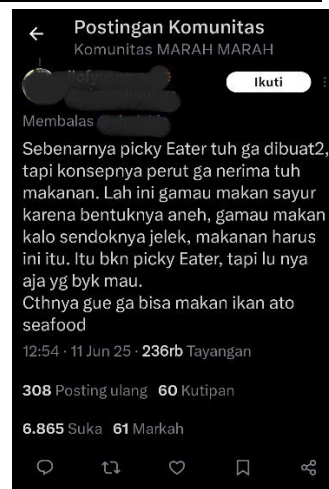 Postingan Komunitas
Komunitas MARAH MARAH
Ikuti
Membalas
Sebenarnya picky Eater tuh ga dibuat2,
tapi konsepnya perut ga nerima tuh
makanan. Lah ini gamau makan sayur
karena bentuknya aneh, gamau makan
kalo sendoknya jelek, makanan harus
ini itu. Itu bkn picky Eater, tapi lu nya
aja yg byk mau.
Cthnya gue ga bisa makan ikan ato
seafood
12:54 · 11 Jun 25 · 236rb Tayangan
308 Posting ulang 60 Kutipan
6.865 Suka 61 Markah